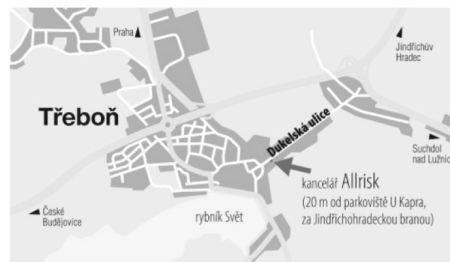 Praha
Jindřichův
Hradec
Třeboň
Dukelská ulice
Suchdol
nad Lužnicí
kancelář Allrisk
(20 m od parkoviště U Kapra,
za Jindřichohradeckou branou)
České
Budějovice
rybník Svět